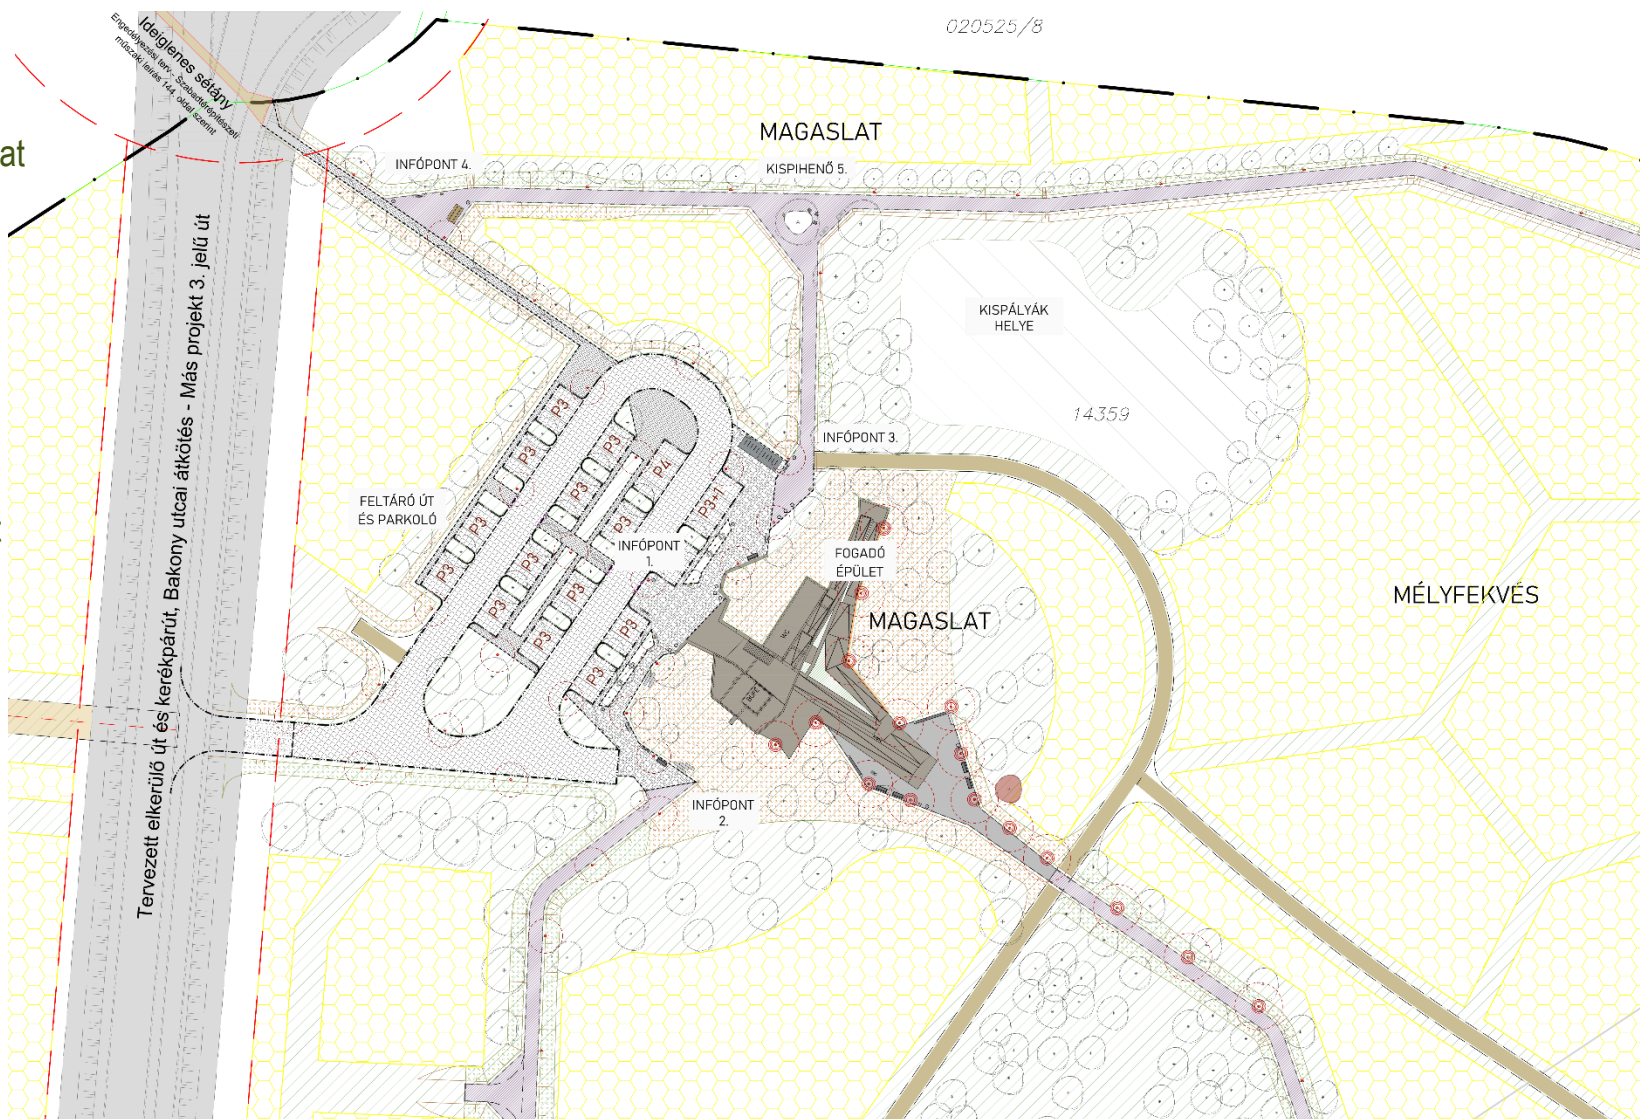 020525/8
Ideiglenes sétány
Engedélyezési terv - Szabadtérépítészeti
műszaki leírás 144. oldal szerint
at
MAGASLAT
INFÓPONT 4.
KISPIHENŐ 5.
Tervezett elkerülő út és kerékpárút, Bakony utcai átkötés - Más projekt 3. jelű út
KISPÁLYÁK
HELYE
14359
INFÓPONT 3.
FELTÁRÓ ÚT
ÉS PARKOLÓ
P3
P3
P3
P3
P3
P3
P3
P3
P4
P3
P3
P3
P3+1
P3
P3
INFÓPONT
1.
FOGADÓ
ÉPÜLET
MAGASLAT
MÉLYFEKVÉS
INFÓPONT
2.